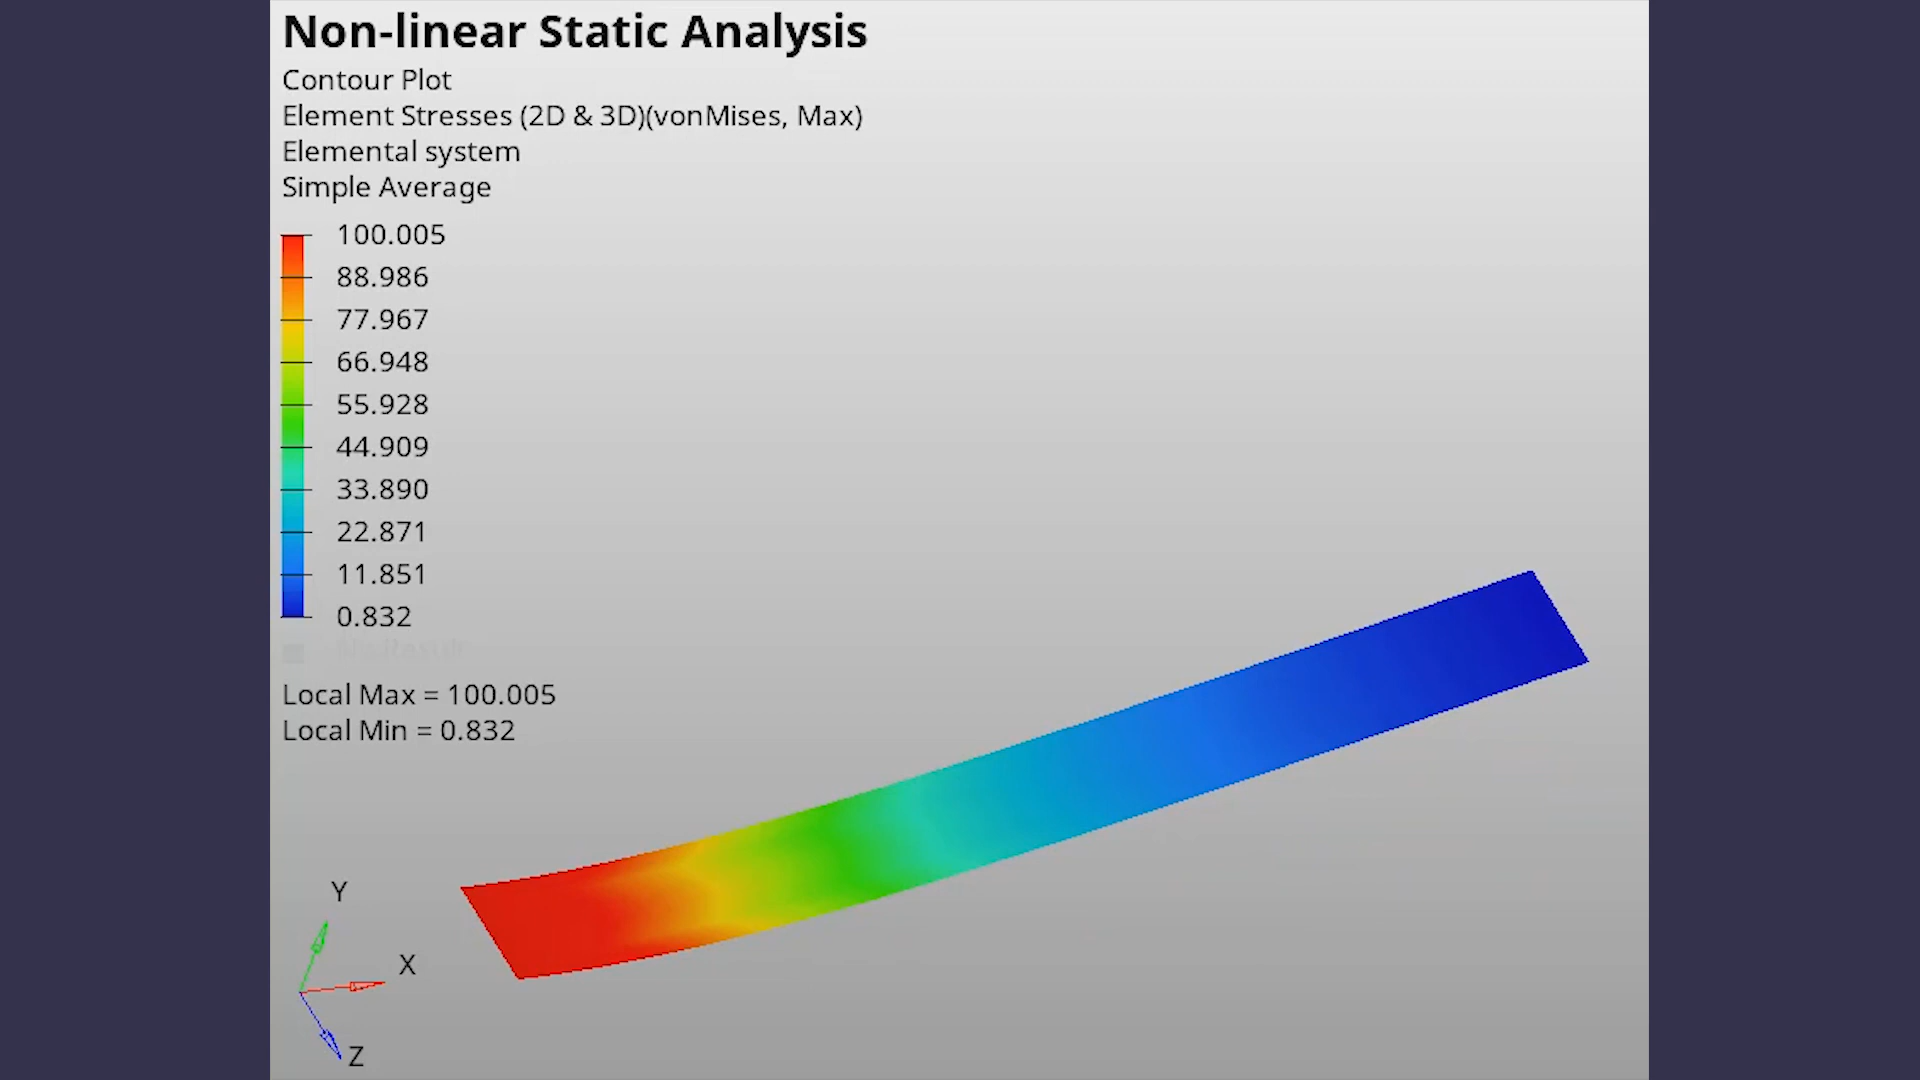 Non-linear Static Analysis
Contour Plot
Element Stresses (2D & 3D)(vonMises, Max)
Elemental system
Simple Average
100.005
88.986
77.967
66.948
55.928
44.909
33.890
22.871
11.851
0.832
Local Max = 100.005
Local Min = 0.832
Y
X
Z